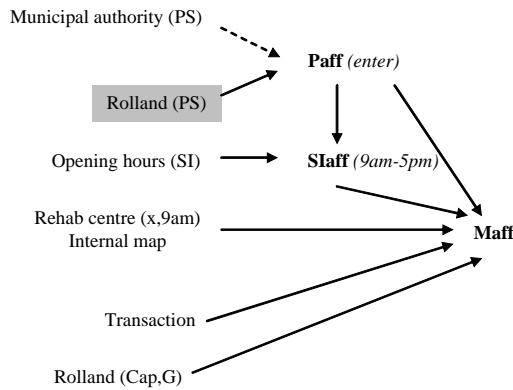 Municipal authority (PS)
Paff (enter)
Rolland (PS)
Opening hours (SI)
SIaff (9am-5pm)
Rehab centre (x,9am)
Internal map
Maff
Transaction
Rolland (Cap,G)